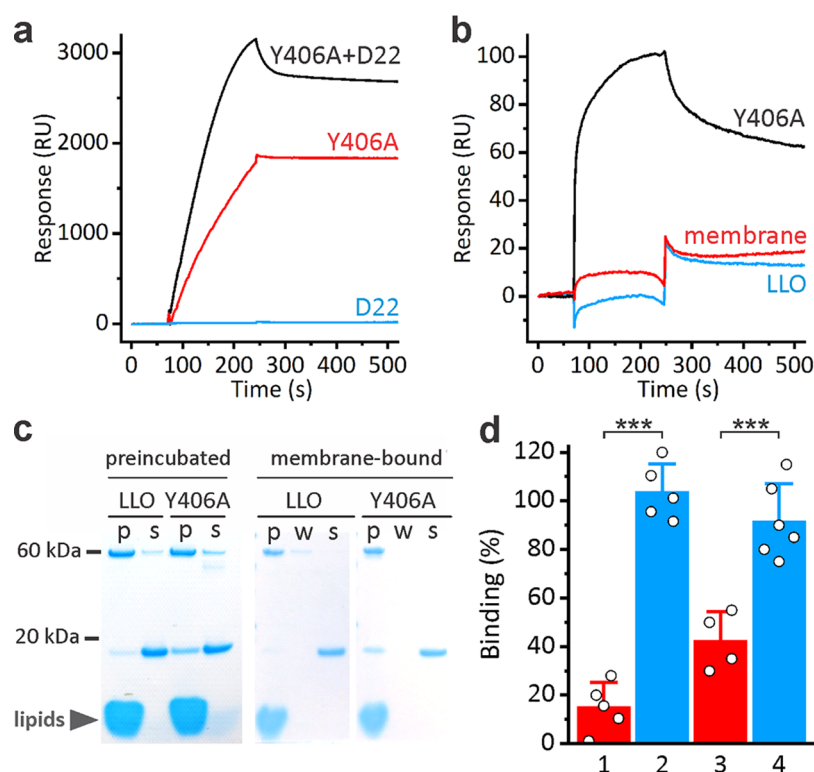 a
3000
2000
1000
0
Response (RU)
Y406A+D22
Y406A
D22
0 100 200 300 400 500
Time (s)
b
100
80
60
40
20
0
Response (RU)
Y406A
membrane
LLO
0 100 200 300 400 500
Time (s)
c
preincubated membrane-bound
LLO Y406A LLO Y406A
p s p s p w s p w s
60 kDa
20 kDa
lipids
d
*** ***
120
100
80
60
40
20
0
Binding (%)
1 2 3 4